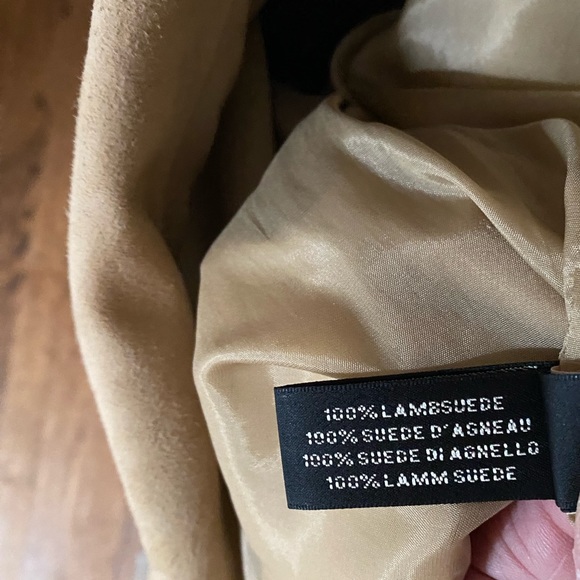 100% LAMBSUEDE
100% SUEDE D'AGNEAU
100% SUEDE DI AGNELLO
100% LAMM SUEDE